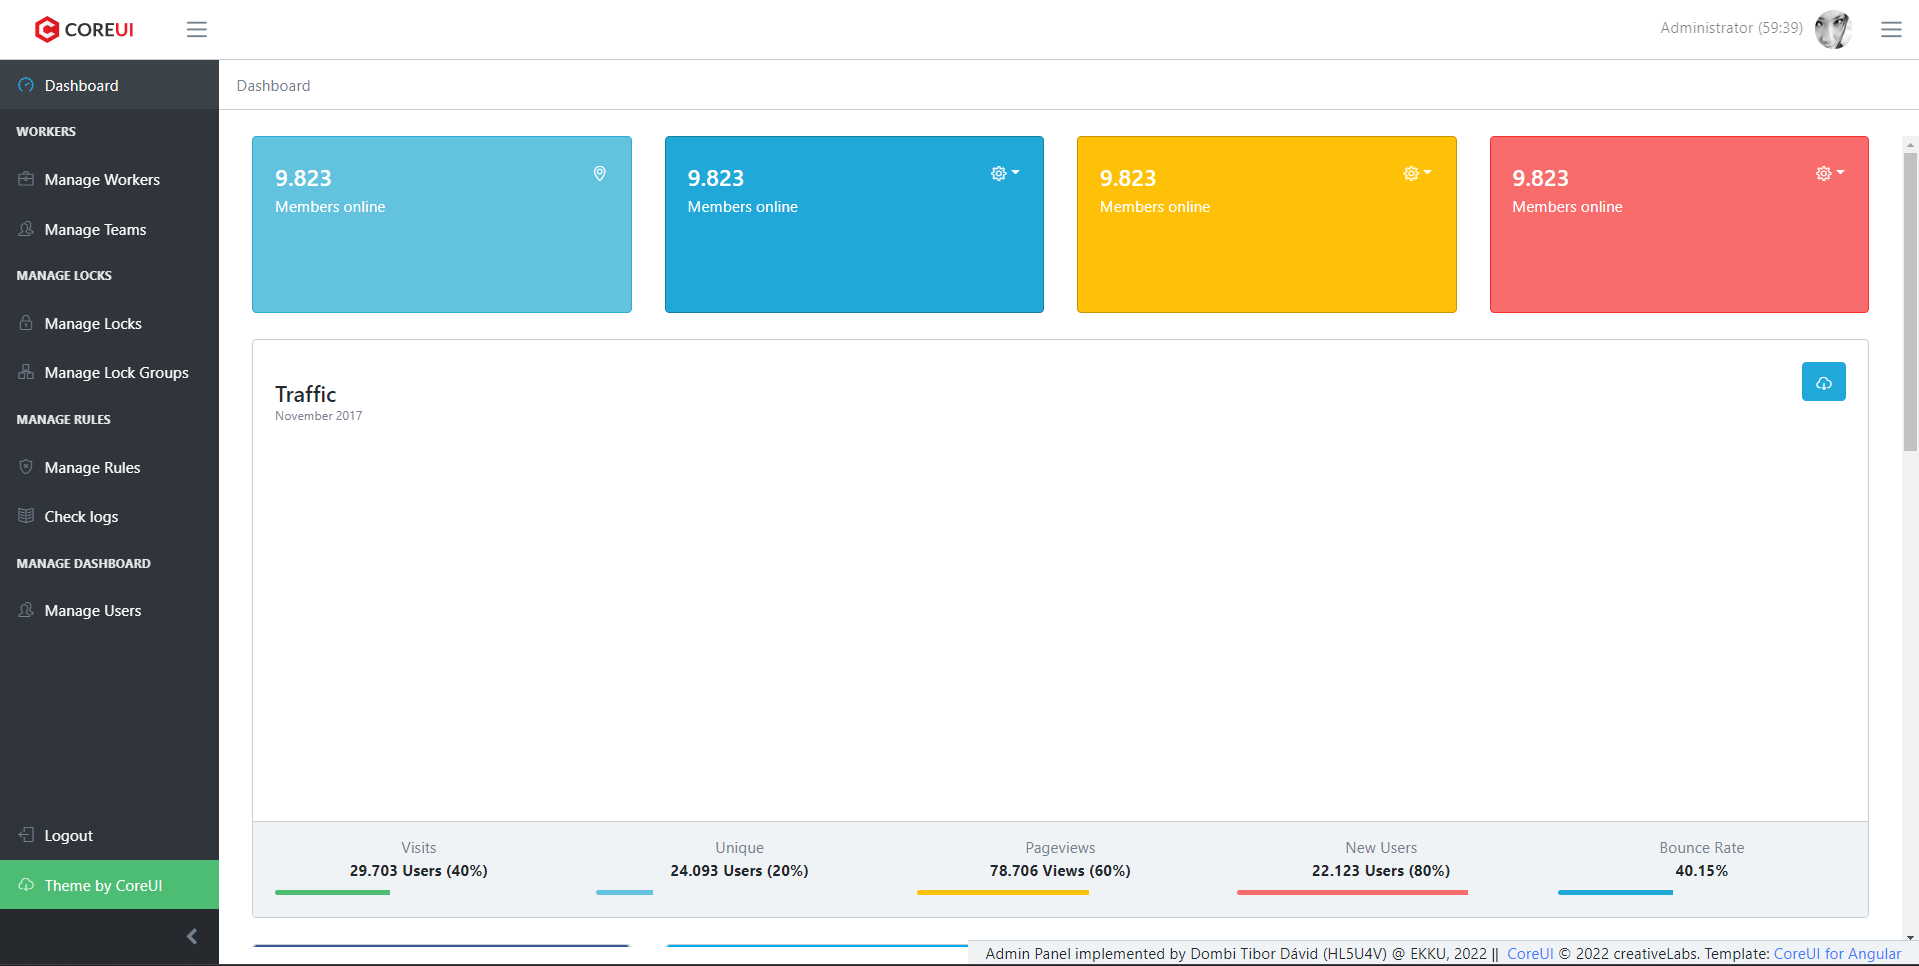 COREUI
Administrator (59:39)
Dashboard
WORKERS
Manage Workers
Manage Teams
MANAGE LOCKS
Manage Locks
Manage Lock Groups
MANAGE RULES
Manage Rules
Check logs
MANAGE DASHBOARD
Manage Users
Logout
Theme by CoreUI
Dashboard
9.823
Members online
9.823
Members online
9.823
Members online
9.823
Members online
Traffic
November 2017
Visits
29.703 Users (40%)
Unique
24.093 Users (20%)
Pageviews
78.706 Views (60%)
New Users
22.123 Users (80%)
Bounce Rate
40.15%
Admin Panel implemented by Dombi Tibor Dávid (HL5U4V) @ EKKU, 2022 || CoreUI © 2022 creativeLabs. Template: CoreUI for Angular